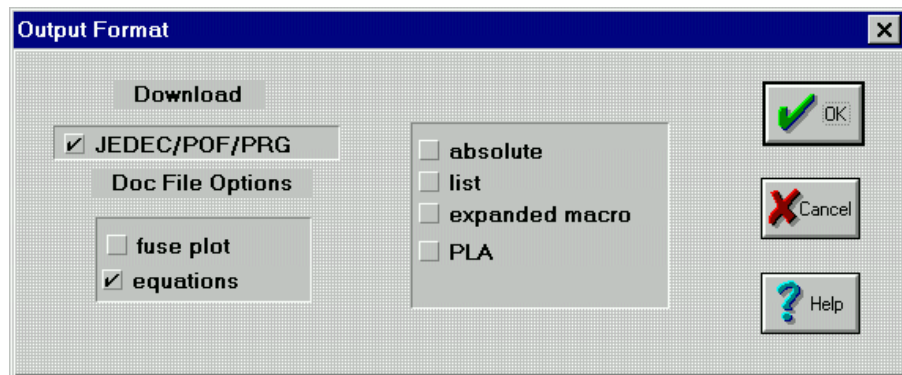 Output Format
Download
JEDEC/POF/PRG
Doc File Options
fuse plot
equations
absolute
list
expanded macro
PLA
OK
Cancel
Help